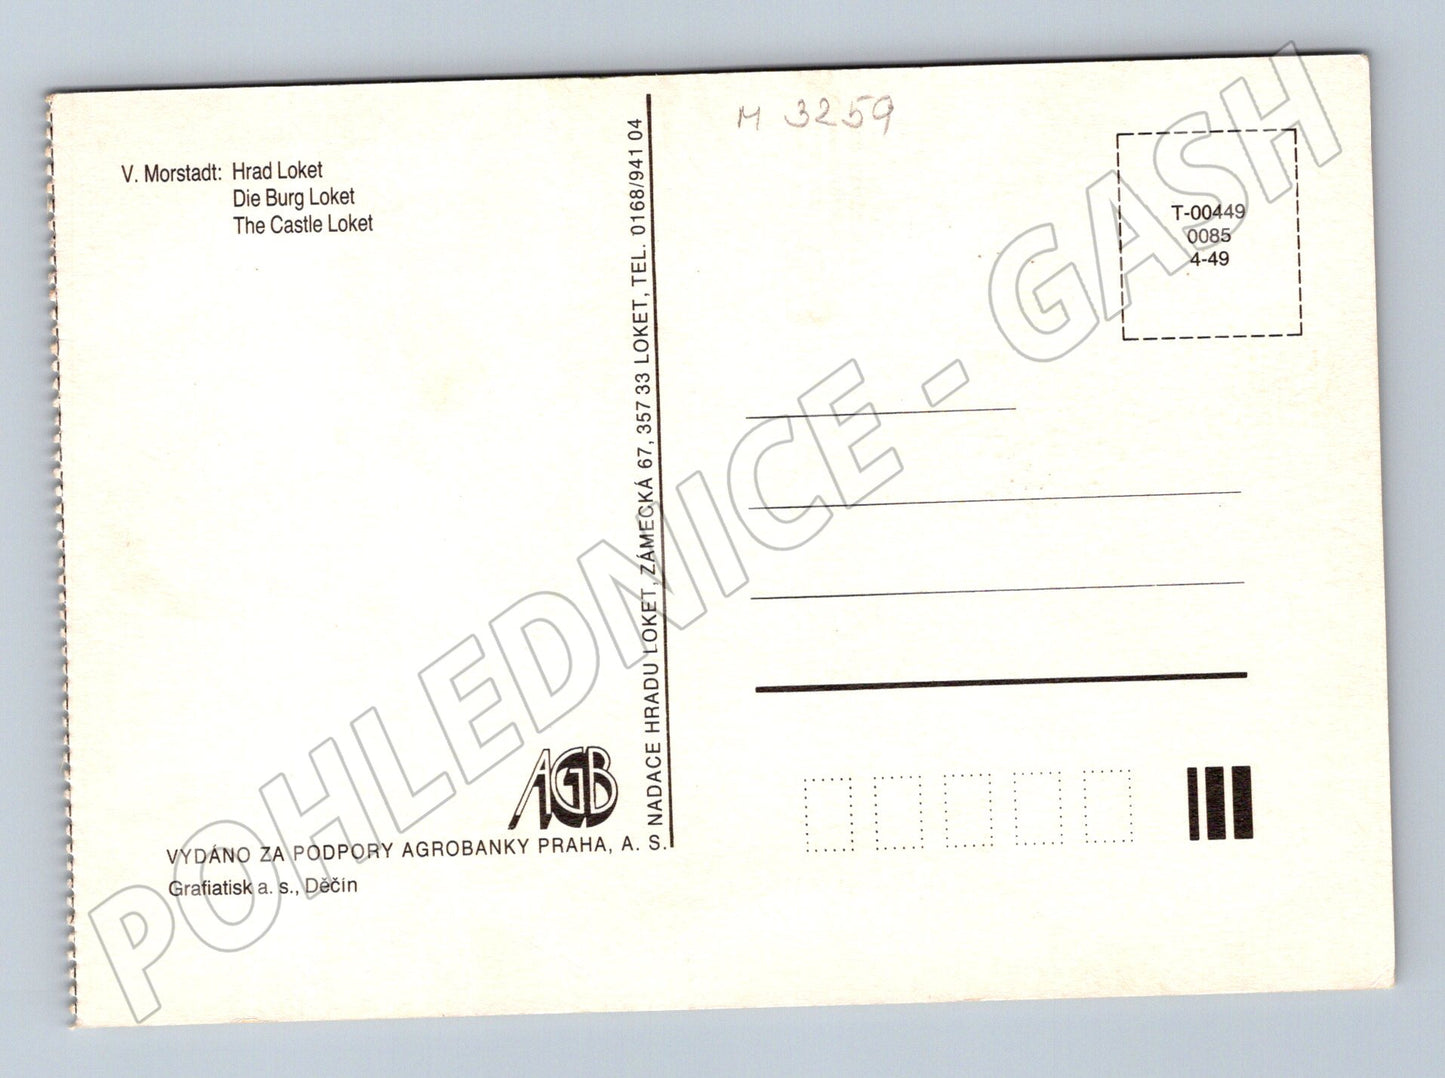 V. Morstadt: Hrad Loket
Die Burg Loket
The Castle Loket
M 3259
T-00449
0085
4-49
NADACE HRADU LOKET, ZÁMECKÁ 67, 357 33 LOKET, TEL. 0168/941 04
AGB
VYDÁNO ZA PODPORY AGROBANKY PRAHA, A. S.
Grafiatisk a. s., Děčín
POHLEDNICE - GASH